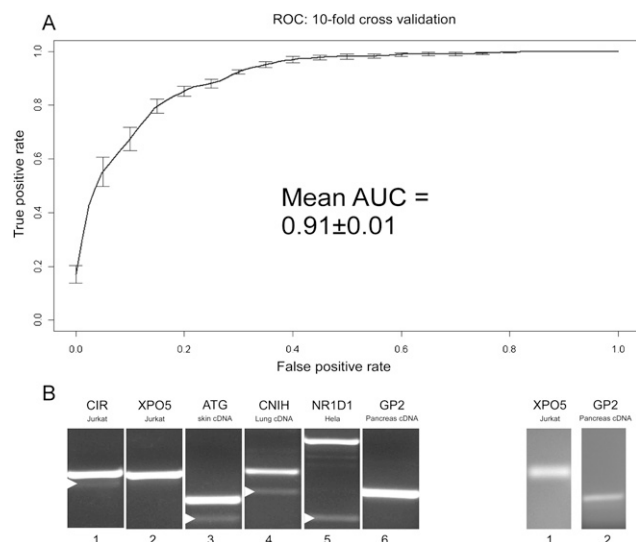 A
ROC: 10-fold cross validation
True positive rate
1.0
0.8
0.6
0.4
0.2
0.0
Mean AUC =
0.91±0.01
0.0 0.2 0.4 0.6 0.8 1.0
False positive rate
B
CIR XPO5 ATG CNIH NR1D1 GP2 XPO5 GP2
Jurkat Jurkat skin cDNA Lung cDNA Hela Pancreas cDNA Jurkat Pancreas cDNA
1 2 3 4 5 6 1 2